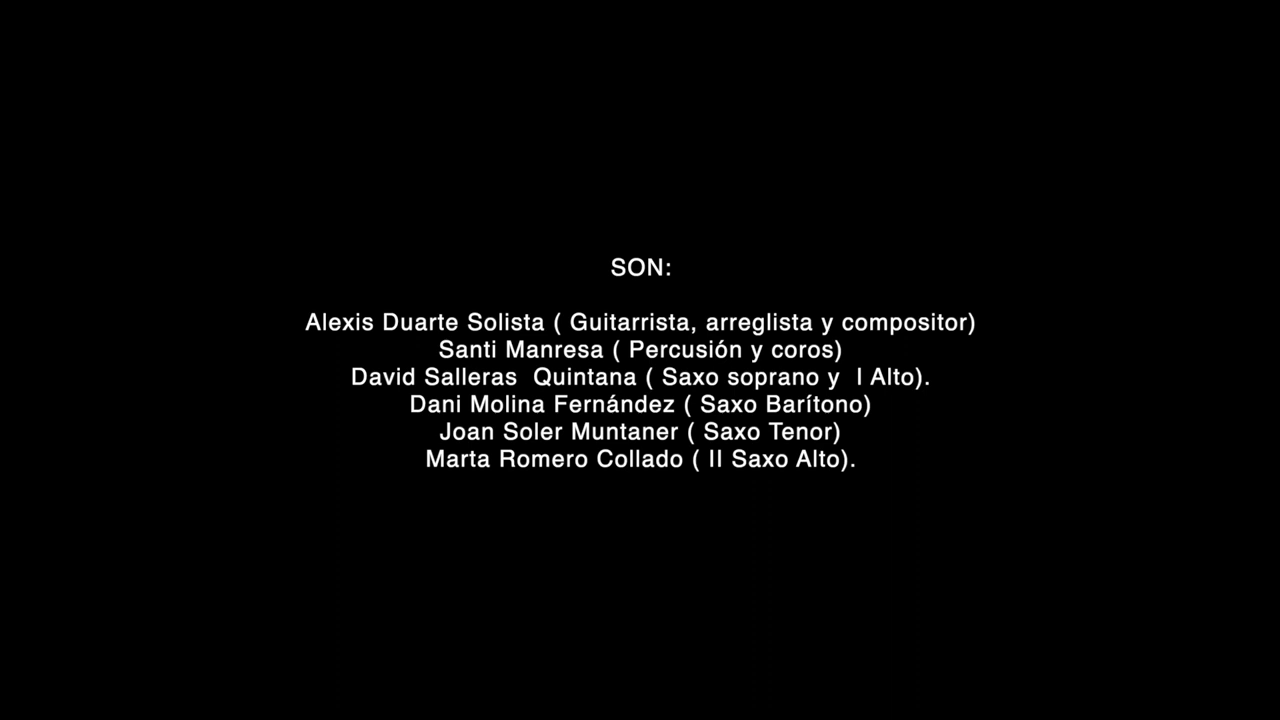 SON:
Alexis Duarte Solista ( Guitarrista, arreglista y compositor)
Santi Manresa ( Percusión y coros)
David Salleras  Quintana ( Saxo soprano y  I Alto).
Dani Molina Fernández ( Saxo Barítono)
Joan Soler Muntaner ( Saxo Tenor)
Marta Romero Collado ( II Saxo Alto).